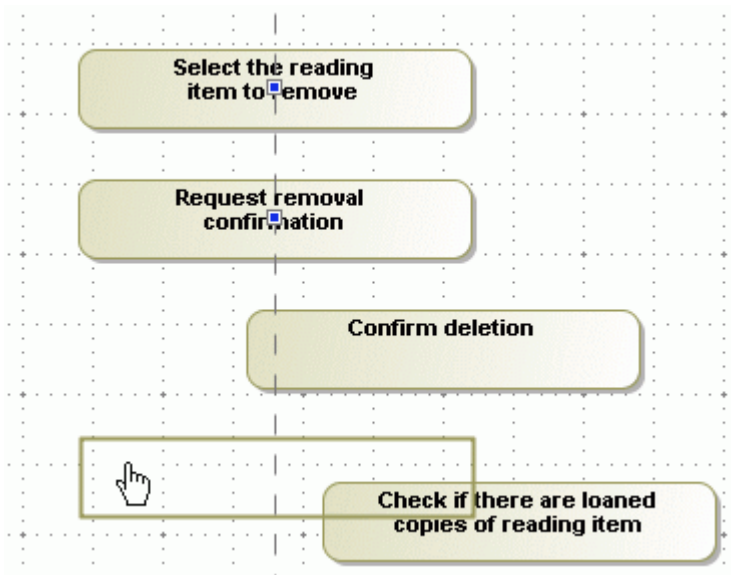 Select the reading
item to remove
Request removal
confirmation
Confirm deletion
Check if there are loaned
copies of reading item